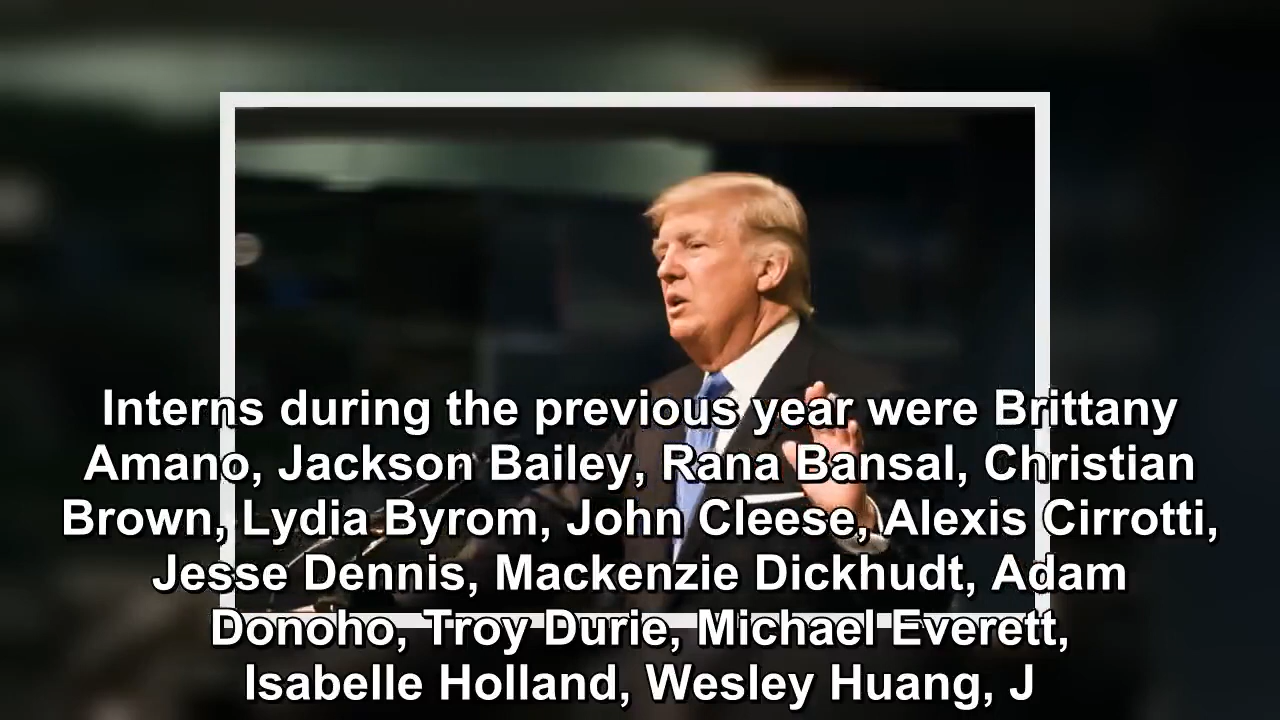 Interns during the previous year were Brittany
Amano, Jackson Bailey, Rana Bansal, Christian
Brown, Lydia Byrom, John Cleese, Alexis Cirrotti,
Jesse Dennis, Mackenzie Dickhudt, Adam
Donoho, Troy Durie, Michael Everett,
Isabelle Holland, Wesley Huang, J